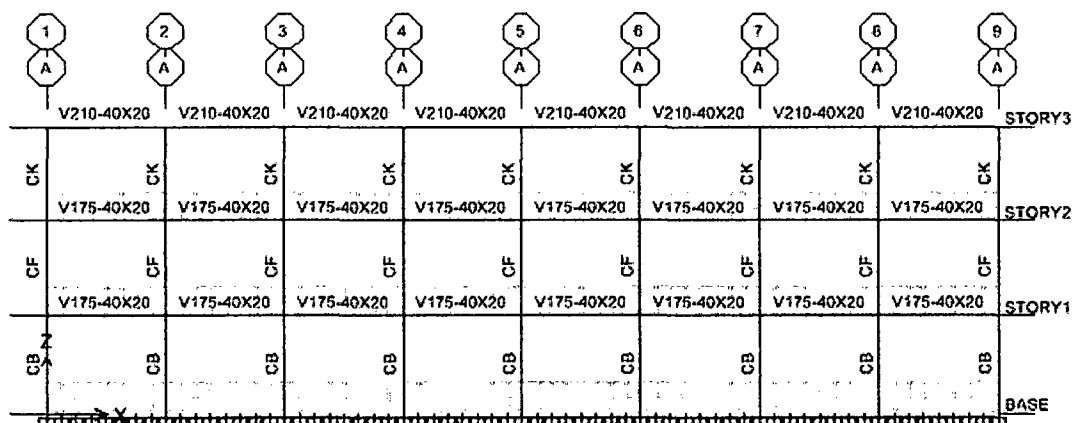 1 2 3 4 5 6 7 8 9
A A A A A A A A A
V210-40X20 V210-40X20 V210-40X20 V210-40X20 V210-40X20 V210-40X20 V210-40X20 V210-40X20 STORY3
CK CK CK CK CK CK CK CK CK
V175-40X20 V175-40X20 V175-40X20 V175-40X20 V175-40X20 V175-40X20 V175-40X20 V175-40X20 STORY2
CF CF CF CF CF CF CF CF CF
V175-40X20 V175-40X20 V175-40X20 V175-40X20 V175-40X20 V175-40X20 V175-40X20 V175-40X20 STORY1
Z
CB CB CB CB CB CB CB CB CB
BASE